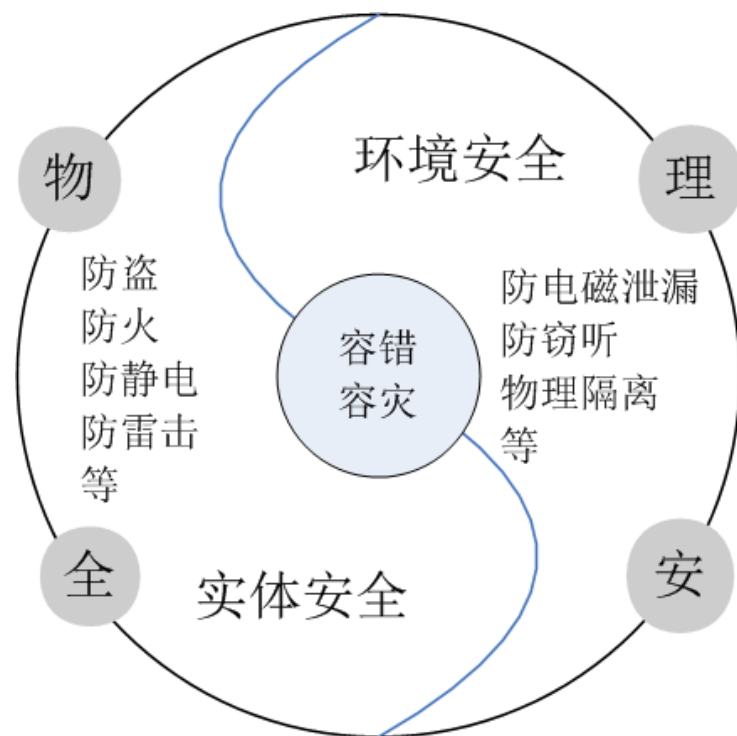 物
理
安
全
环境安全
防电磁泄漏
防窃听
物理隔离
等
容错
容灾
防盗
防火
防静电
防雷击
等
实体安全